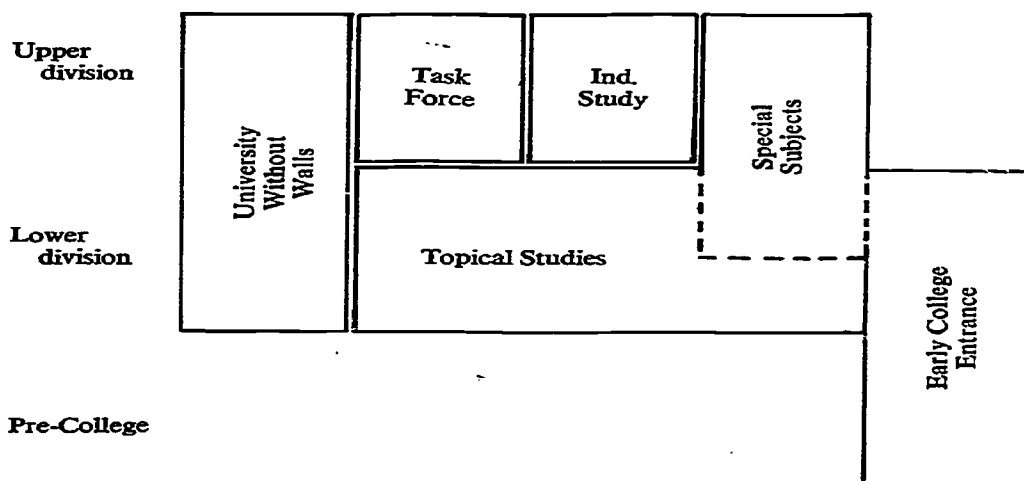 Upper
division
Task
Force
Ind.
Study
University
Without
Walls
Special
Subjects
Lower
division
Topical Studies
Early College
Entrance
Pre-College